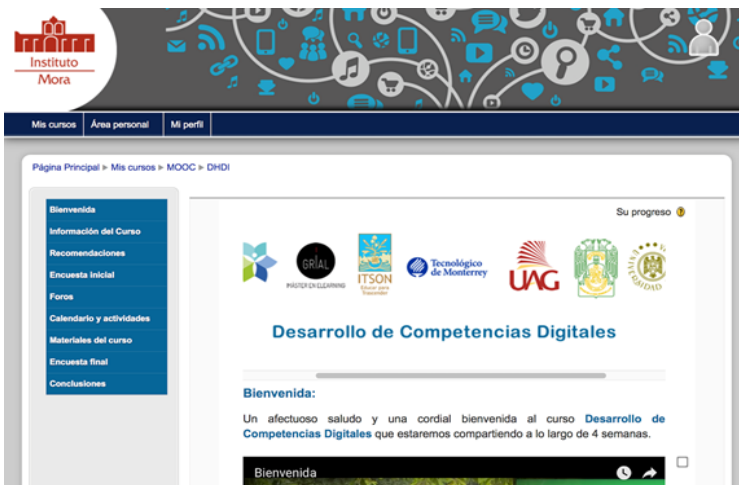 Instituto
Mora
Mis cursos Área personal Mi perfil
Página Principal ► Mis cursos ► MOOC ► DHDI
Bienvenida
Información del Curso
Recomendaciones
Encuesta inicial
Foros
Calendario y actividades
Materiales del curso
Encuesta final
Conclusiones
Su progreso
GRIAL
MÁSTER EN ELEARNING
ITSON
Educar para
Trascender
Tecnológico
de Monterrey
UAG
Desarrollo de Competencias Digitales
Bienvenida:
Un afectuoso saludo y una cordial bienvenida al curso Desarrollo de
Competencias Digitales que estaremos compartiendo a lo largo de 4 semanas.
Bienvenida